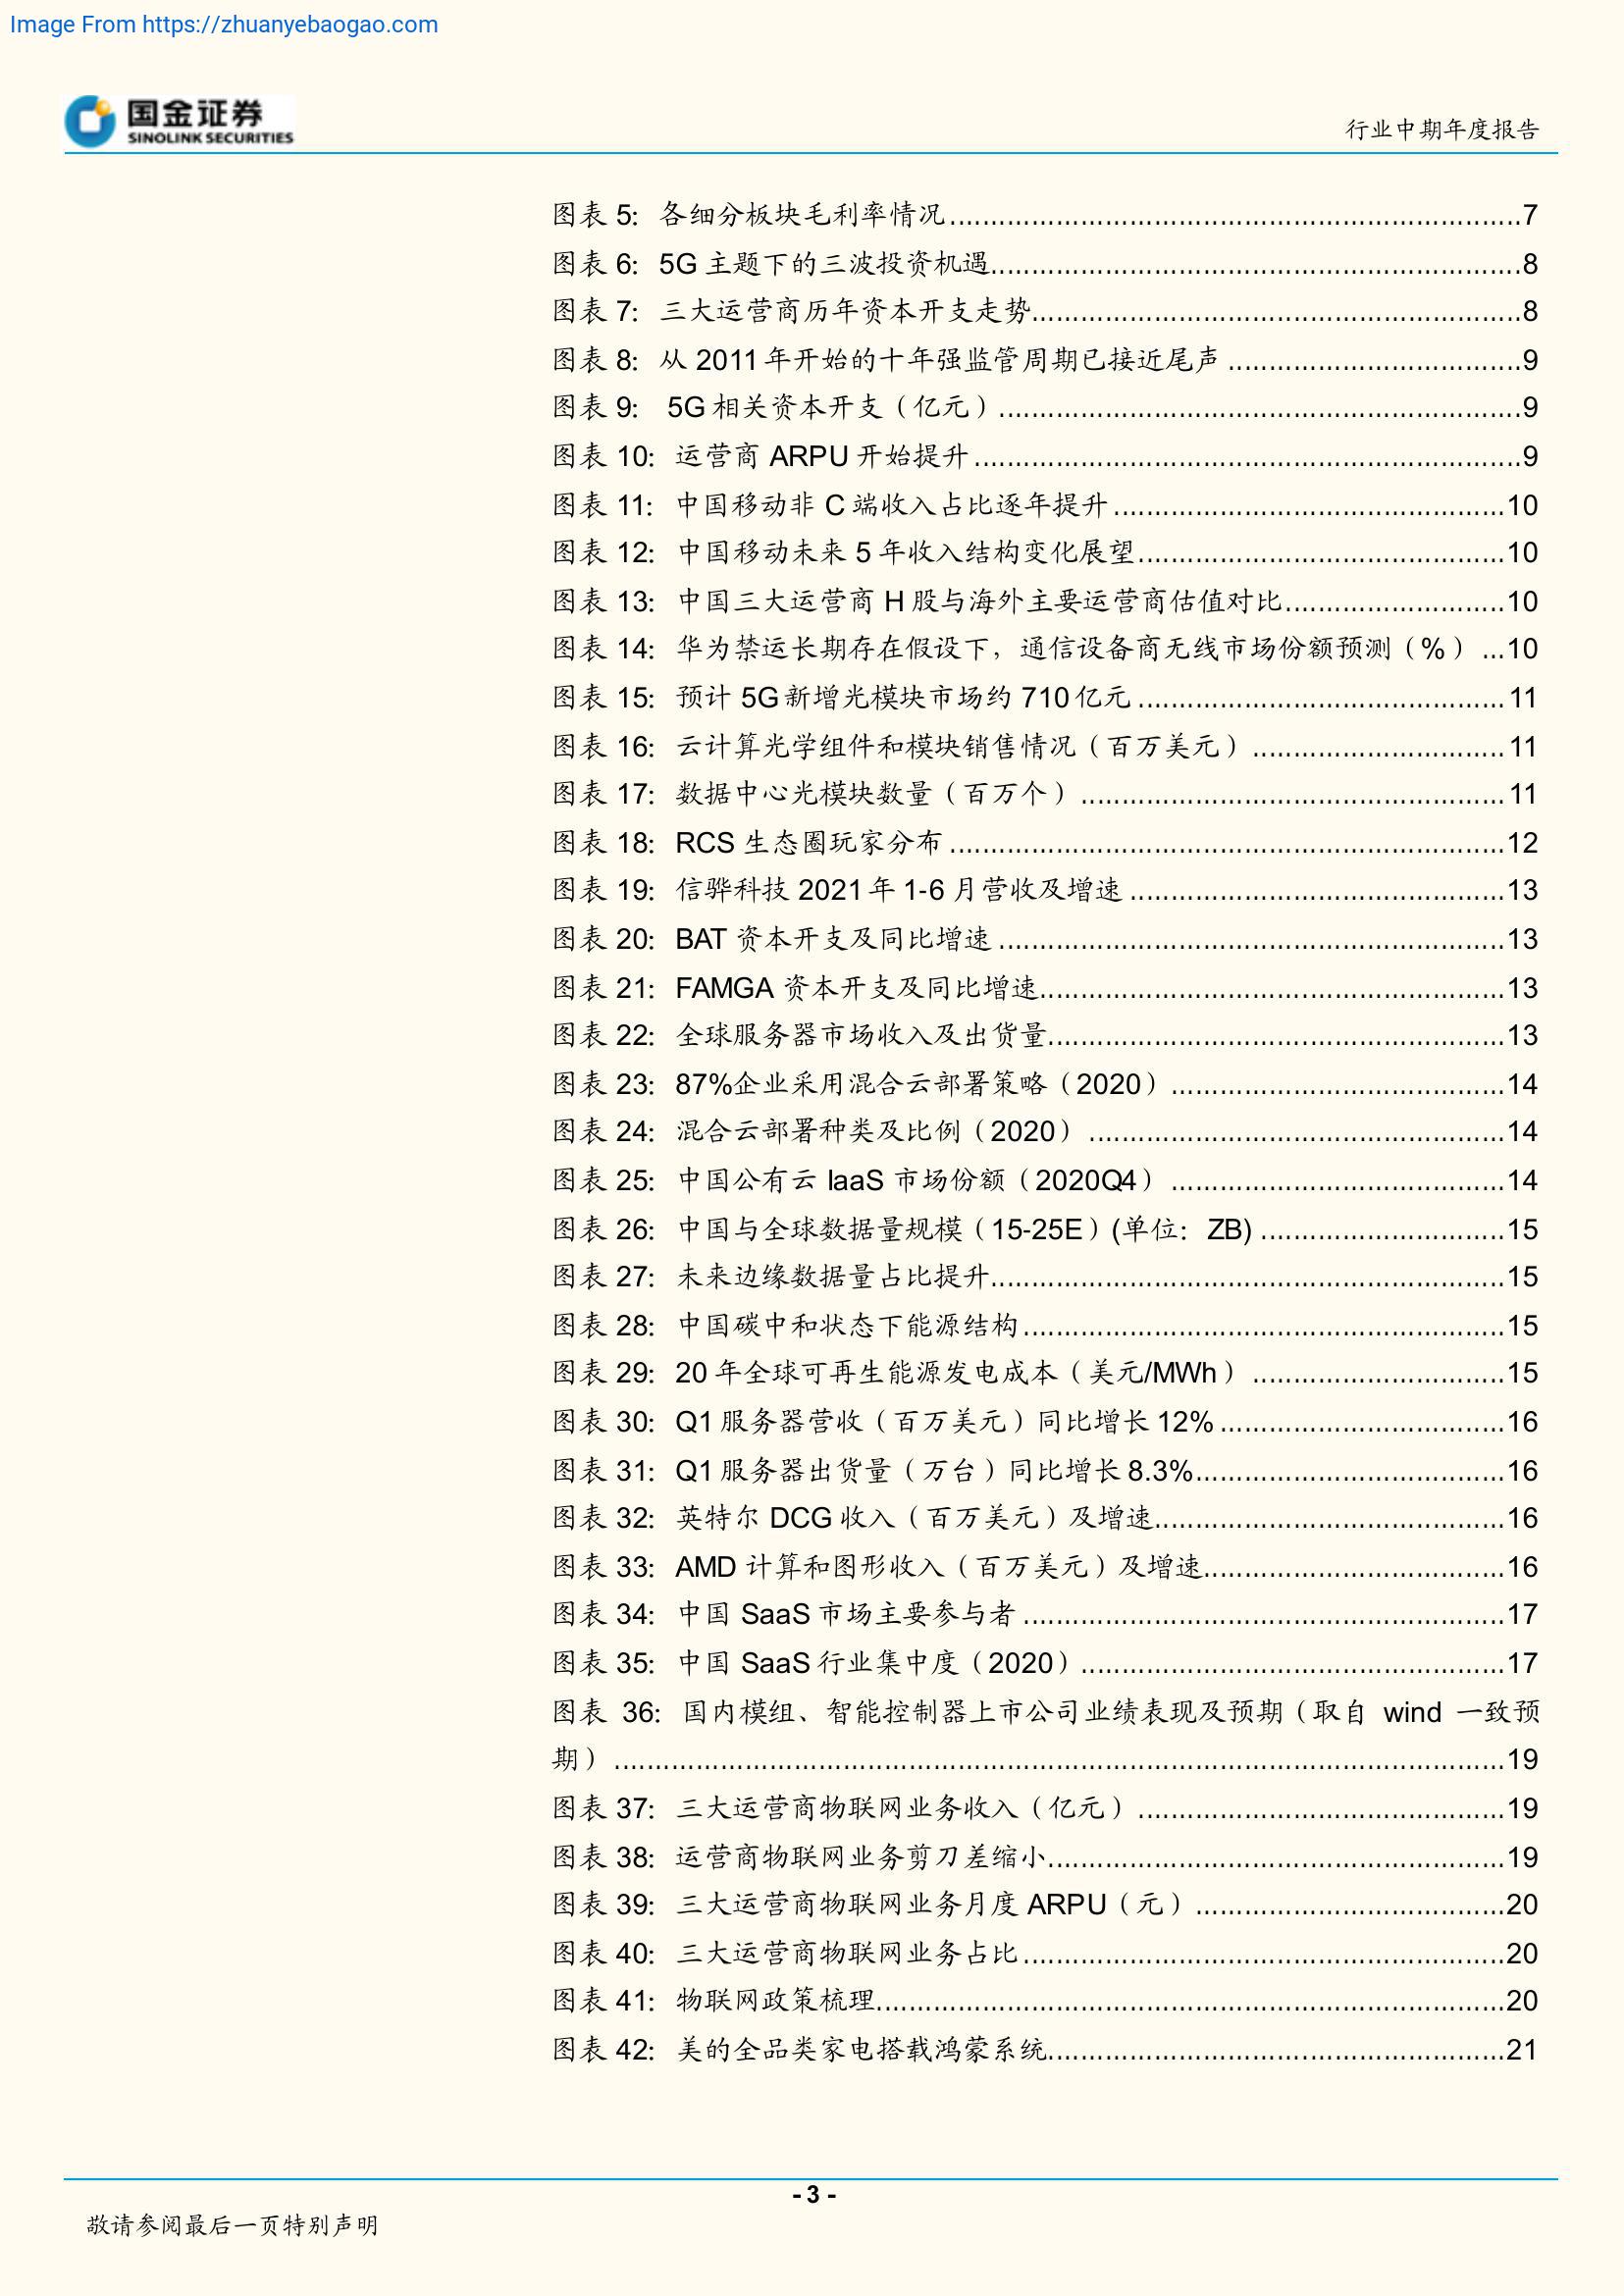 Image From https://zhuanyebaogao.com
国金证券
SINOLINK SECURITIES
行业中期年度报告
图表 5: 各细分板块毛利率情况......................................................................7
图表 6: 5G 主题下的三波投资机遇.................................................................8
图表 7: 三大运营商历年资本开支走势............................................................8
图表 8: 从 2011 年开始的十年强监管周期已接近尾声 ....................................9
图表 9: 5G 相关资本开支（亿元）................................................................9
图表 10: 运营商 ARPU 开始提升...................................................................9
图表 11: 中国移动非 C 端收入占比逐年提升................................................10
图表 12: 中国移动未来 5 年收入结构变化展望.............................................10
图表 13: 中国三大运营商 H 股与海外主要运营商估值对比...........................10
图表 14: 华为禁运长期存在假设下，通信设备商无线市场份额预测（%） ...10
图表 15: 预计 5G 新增光模块市场约 710 亿元 .............................................11
图表 16: 云计算光学组件和模块销售情况（百万美元） ...............................11
图表 17: 数据中心光模块数量（百万个） ....................................................11
图表 18: RCS 生态圈玩家分布 ....................................................................12
图表 19: 信骅科技 2021 年 1-6 月营收及增速 ..............................................13
图表 20: BAT 资本开支及同比增速 ..............................................................13
图表 21: FAMGA 资本开支及同比增速.........................................................13
图表 22: 全球服务器市场收入及出货量........................................................13
图表 23: 87%企业采用混合云部署策略（2020） .........................................14
图表 24: 混合云部署种类及比例（2020） ...................................................14
图表 25: 中国公有云 IaaS 市场份额（2020Q4） .........................................14
图表 26: 中国与全球数据量规模（15-25E）(单位：ZB) ..............................15
图表 27: 未来边缘数据量占比提升...............................................................15
图表 28: 中国碳中和状态下能源结构...........................................................15
图表 29: 20 年全球可再生能源发电成本（美元/MWh） ...............................15
图表 30: Q1 服务器营收（百万美元）同比增长 12%...................................16
图表 31: Q1 服务器出货量（万台）同比增长 8.3%......................................16
图表 32: 英特尔 DCG 收入（百万美元）及增速...........................................16
图表 33: AMD 计算和图形收入（百万美元）及增速.....................................16
图表 34: 中国 SaaS 市场主要参与者 ...........................................................17
图表 35: 中国 SaaS 行业集中度（2020）....................................................17
图表 36: 国内模组、智能控制器上市公司业绩表现及预期（取自 wind 一致预
期） .............................................................................................................19
图表 37: 三大运营商物联网业务收入（亿元） .............................................19
图表 38: 运营商物联网业务剪刀差缩小........................................................19
图表 39: 三大运营商物联网业务月度 ARPU（元） ......................................20
图表 40: 三大运营商物联网业务占比...........................................................20
图表 41: 物联网政策梳理.............................................................................20
图表 42: 美的全品类家电搭载鸿蒙系统........................................................21
- 3 -
敬请参阅最后一页特别声明